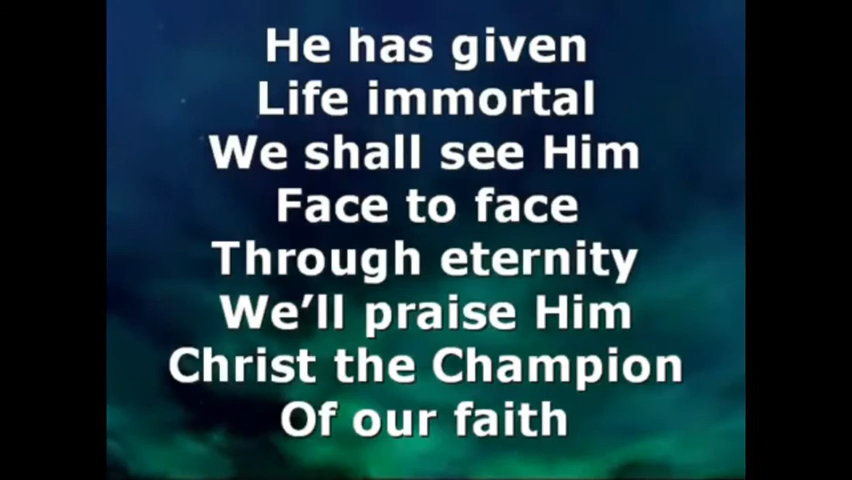 He has given
Life immortal
We shall see Him
Face to face
Through eternity
We’ll praise Him
Christ the Champion
Of our faith